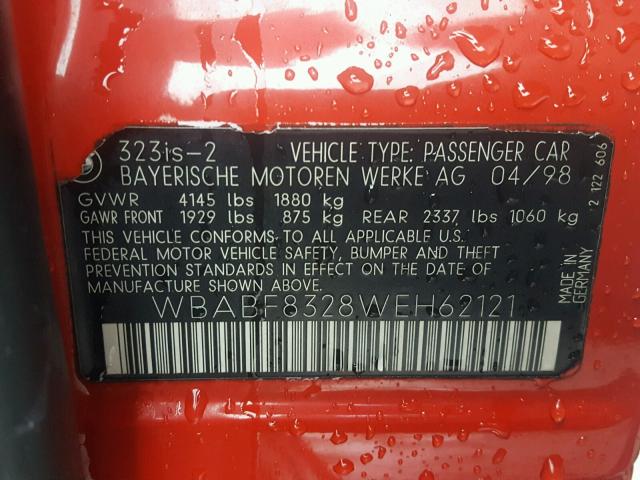 323is-2 VEHICLE TYPE: PASSENGER CAR
BAYERISCHE MOTOREN WERKE AG 04/98
GVWR 4145 lbs 1880 kg
GAWR FRONT 1929 lbs 875 kg REAR 2337 lbs 1060 kg
THIS VEHICLE CONFORMS TO ALL APPLICABLE U.S.
FEDERAL MOTOR VEHICLE SAFETY, BUMPER AND THEFT
PREVENTION STANDARDS IN EFFECT ON THE DATE OF
MANUFACTURE SHOWN ABOVE.
WBABF8328WEH62121
MADE IN
GERMANY
2 122 606